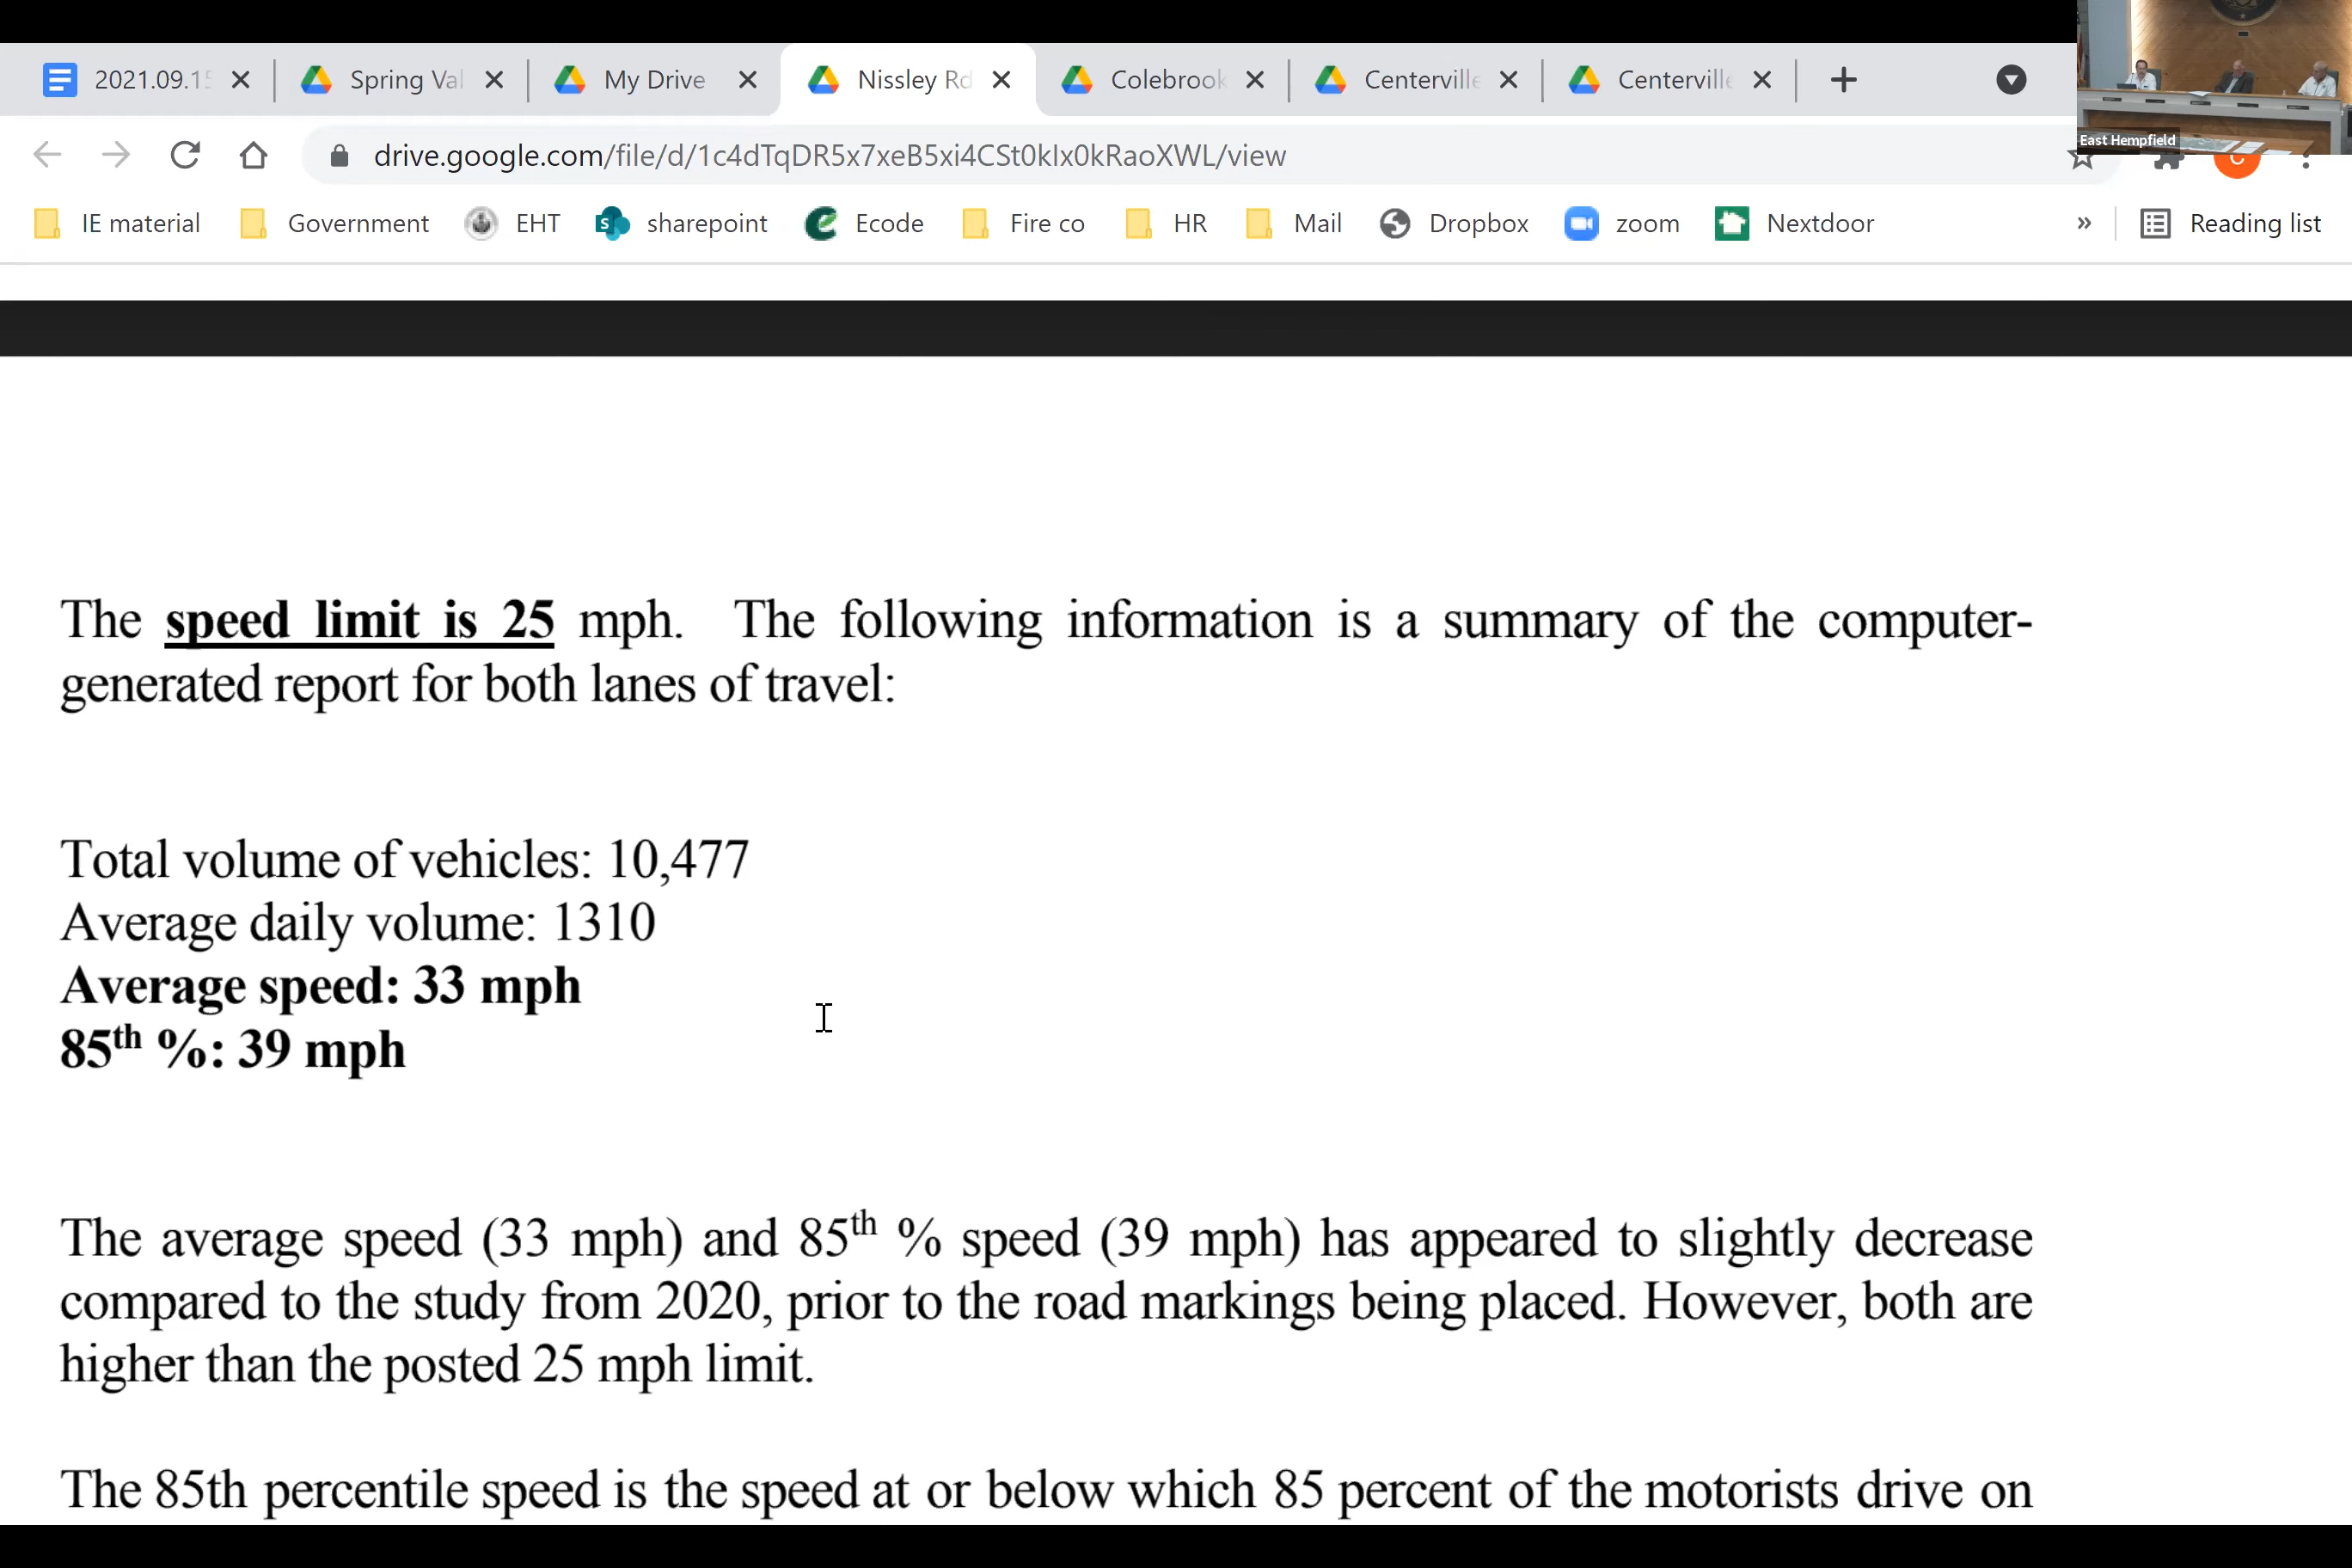 2021.09.15
Spring Val
My Drive
Nissley Rd
Colebrook
Centerville
Centerville
East Hempfield
drive.google.com/file/d/1c4dTqDR5x7xeB5xi4CSt0kIx0kRaoXWL/view
C
IE material
Government
EHT
sharepoint
Ecode
Fire co
HR
Mail
Dropbox
zoom
Nextdoor
»
Reading list
The speed limit is 25 mph. The following information is a summary of the computer-
generated report for both lanes of travel:
Total volume of vehicles: 10,477
Average daily volume: 1310
Average speed: 33 mph
85th %: 39 mph
The average speed (33 mph) and 85th % speed (39 mph) has appeared to slightly decrease
compared to the study from 2020, prior to the road markings being placed. However, both are
higher than the posted 25 mph limit.
The 85th percentile speed is the speed at or below which 85 percent of the motorists drive on